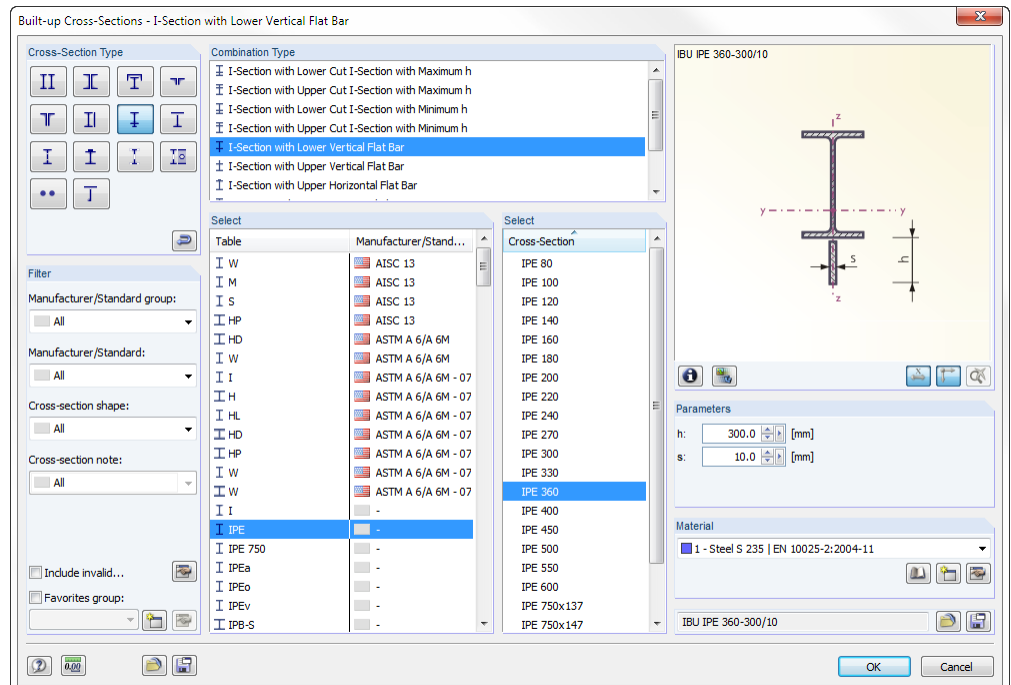 Built-up Cross-Sections - I-Section with Lower Vertical Flat Bar
Cross-Section Type
Combination Type
I-Section with Lower Cut I-Section with Maximum h
I-Section with Upper Cut I-Section with Maximum h
I-Section with Lower Cut I-Section with Minimum h
I-Section with Upper Cut I-Section with Minimum h
I-Section with Lower Vertical Flat Bar
I-Section with Upper Vertical Flat Bar
I-Section with Upper Horizontal Flat Bar
Filter
Manufacturer/Standard group:
All
Manufacturer/Standard:
All
Cross-section shape:
All
Cross-section note:
All
Include invalid...
Favorites group:
0.00
Select
Table Manufacturer/Stand...
W AISC 13
M AISC 13
S AISC 13
HP AISC 13
HD ASTM A 6/A 6M
W ASTM A 6/A 6M
I ASTM A 6/A 6M - 07
H ASTM A 6/A 6M - 07
HL ASTM A 6/A 6M - 07
HD ASTM A 6/A 6M - 07
HP ASTM A 6/A 6M - 07
W ASTM A 6/A 6M - 07
W ASTM A 6/A 6M - 07
I -
IPE -
IPE 750 -
IPEa -
IPEo -
IPEv -
IPB-S -
Select
Cross-Section
IPE 80
IPE 100
IPE 120
IPE 140
IPE 160
IPE 180
IPE 200
IPE 220
IPE 240
IPE 270
IPE 300
IPE 330
IPE 360
IPE 400
IPE 450
IPE 500
IPE 550
IPE 600
IPE 750x137
IPE 750x147
IBU IPE 360-300/10
z
y y
s
h
z
Parameters
h: 300.0 [mm]
s: 10.0 [mm]
Material
1 - Steel S 235 | EN 10025-2:2004-11
IBU IPE 360-300/10
OK Cancel